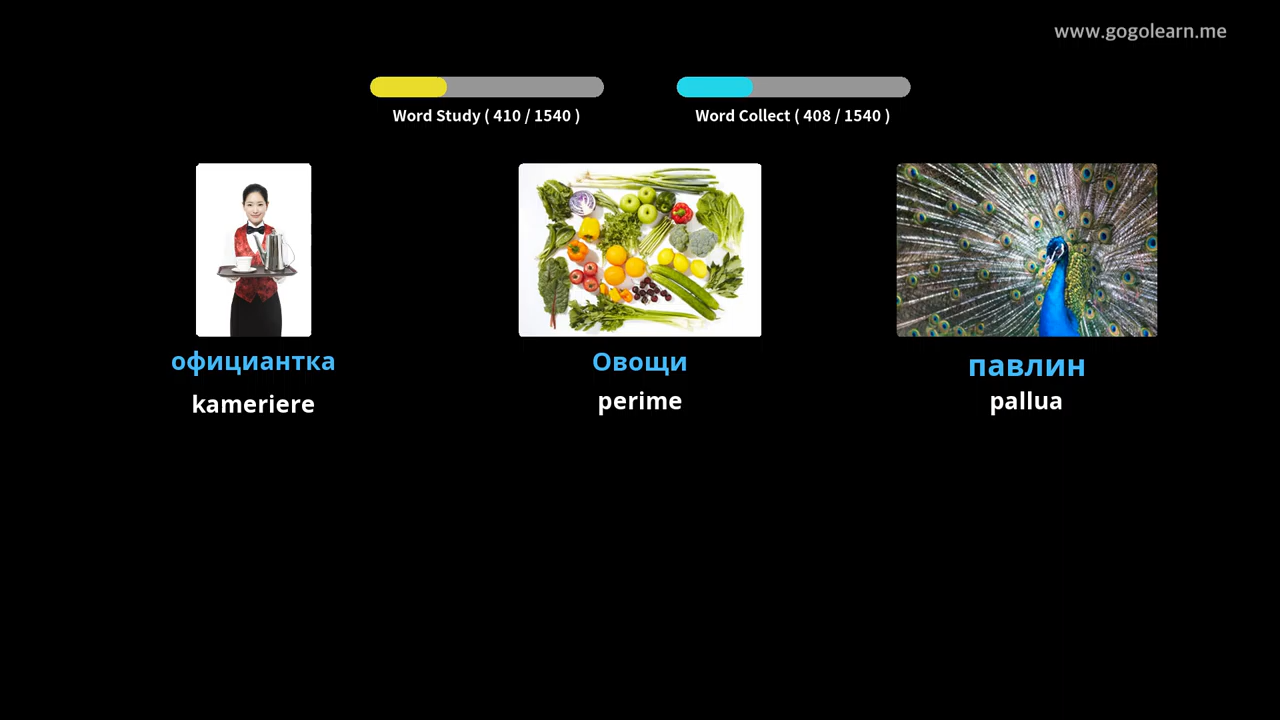 www.gogolearn.me
Word Study ( 410 / 1540 )
Word Collect ( 408 / 1540 )
официантка
Овощи
павлин
kameriere
perime
pallua